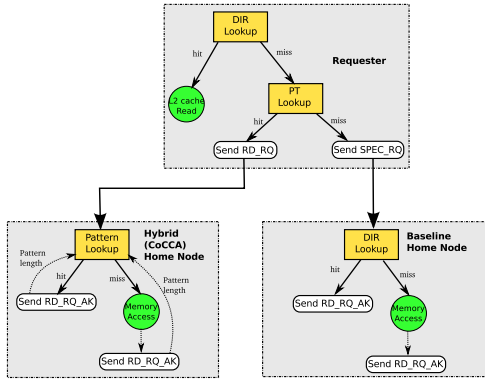 DIR
Lookup
hit
miss
Requester
L2 cache
Read
PT
Lookup
hit
miss
Send RD_RQ
Send SPEC_RQ
Pattern
Lookup
Hybrid
(CoCCA)
Home Node
Pattern
length
hit
miss
Pattern
length
Send RD_RQ_AK
Memory
Access
Send RD_RQ_AK
DIR
Lookup
Baseline
Home Node
hit
miss
Send RD_RQ_AK
Memory
Access
Send RD_RQ_AK